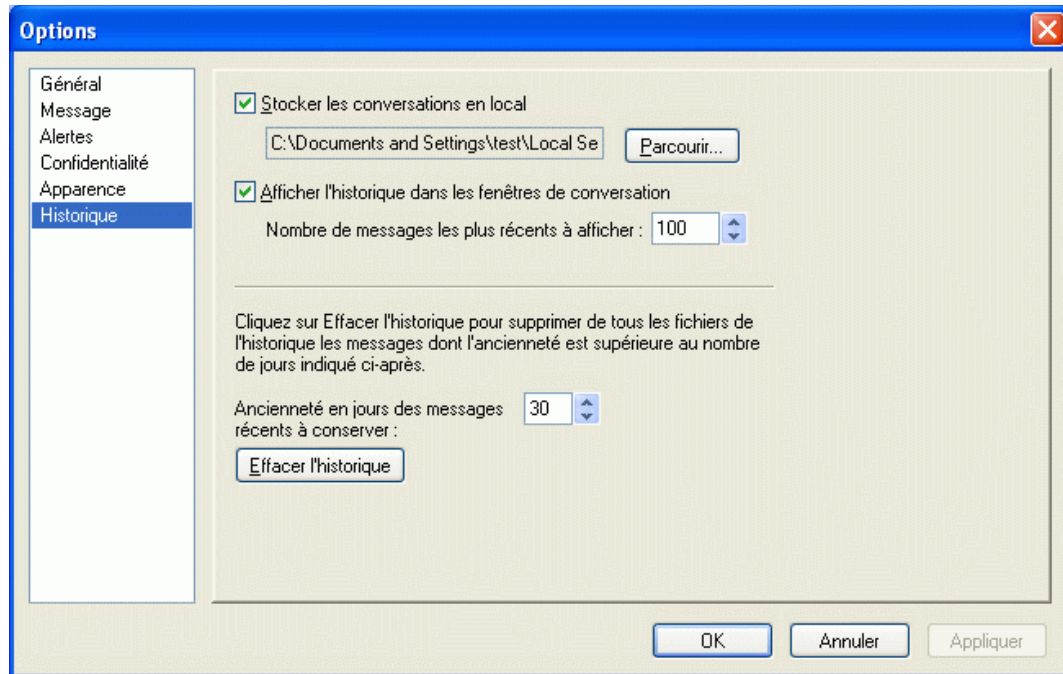 Options
Général
Message
Alertes
Confidentialité
Apparence
Historique
Stocker les conversations en local
C:\Documents and Settings\test\Local Se
Parcourir...
Afficher l'historique dans les fenêtres de conversation
Nombre de messages les plus récents à afficher :
100
Cliquez sur Effacer l'historique pour supprimer de tous les fichiers de
l'historique les messages dont l'ancienneté est supérieure au nombre
de jours indiqué ci-après.
Ancienneté en jours des messages
récents à conserver :
30
Effacer l'historique
OK
Annuler
Appliquer